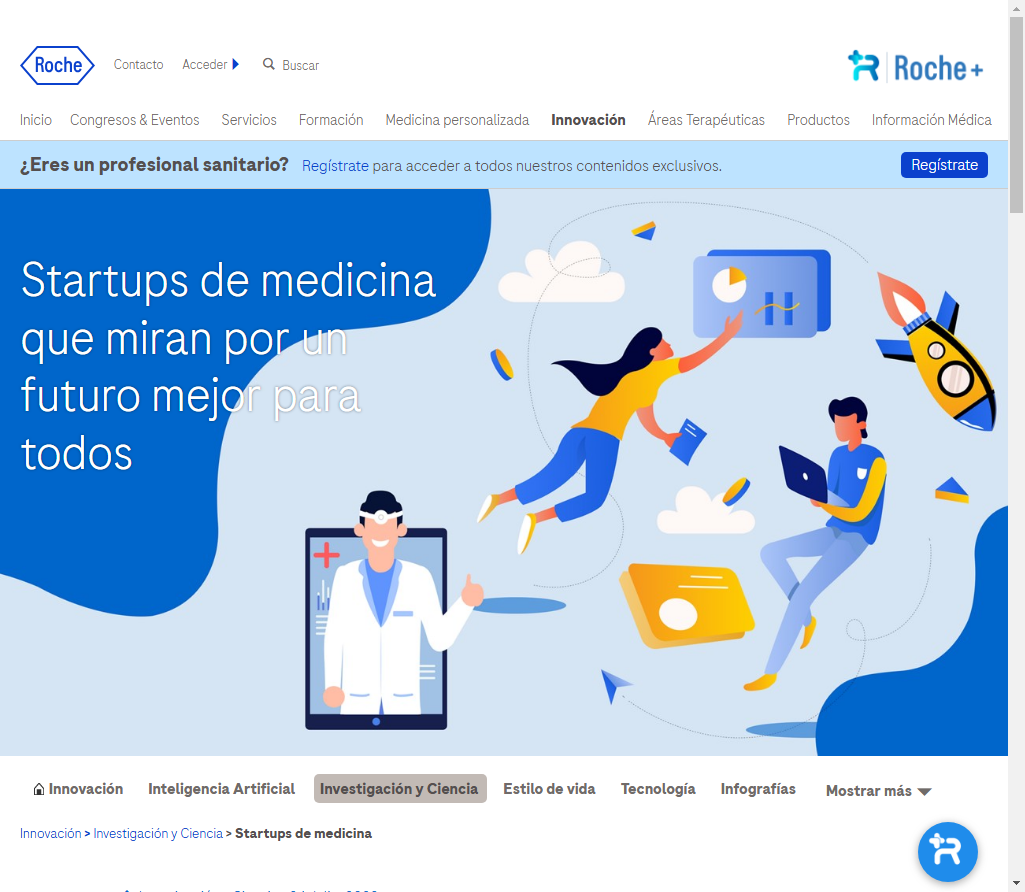 Roche
Contacto
Acceder
Buscar
Roche+
Inicio
Congresos & Eventos
Servicios
Formación
Medicina personalizada
Innovación
Áreas Terapéuticas
Productos
Información Médica
¿Eres un profesional sanitario? Regístrate para acceder a todos nuestros contenidos exclusivos.
Regístrate
Startups de medicina
que miran por un
futuro mejor para
todos
Innovación
Inteligencia Artificial
Investigación y Ciencia
Estilo de vida
Tecnología
Infografías
Mostrar más
Innovación > Investigación y Ciencia > Startups de medicina